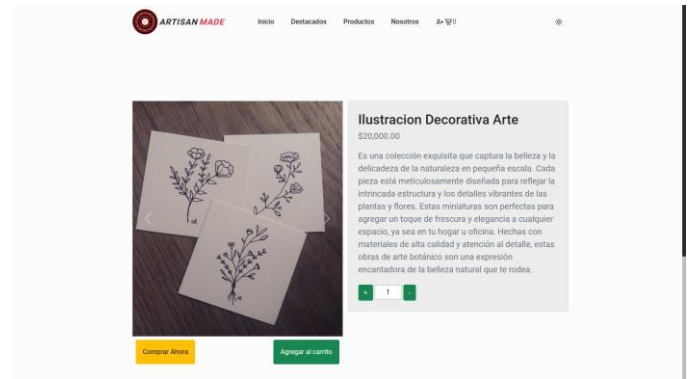 ARTISAN MADE
Inicio Destacados Productos Nosotros 0
Ilustracion Decorativa Arte
$20,000.00
Es una colección exquisita que captura la belleza y la
delicadeza de la naturaleza en pequeña escala. Cada
pieza está meticulosamente diseñada para reflejar la
intrincada estructura y los detalles vibrantes de las
plantas y flores. Estas miniaturas son perfectas para
agregar un toque de frescura y elegancia a cualquier
espacio, ya sea en tu hogar u oficina. Hechas con
materiales de alta calidad y atención al detalle, estas
obras de arte botánico son una expresión
encantadora de la belleza natural que te rodea.
+ 1 -
Comprar Ahora Agregar al carrito